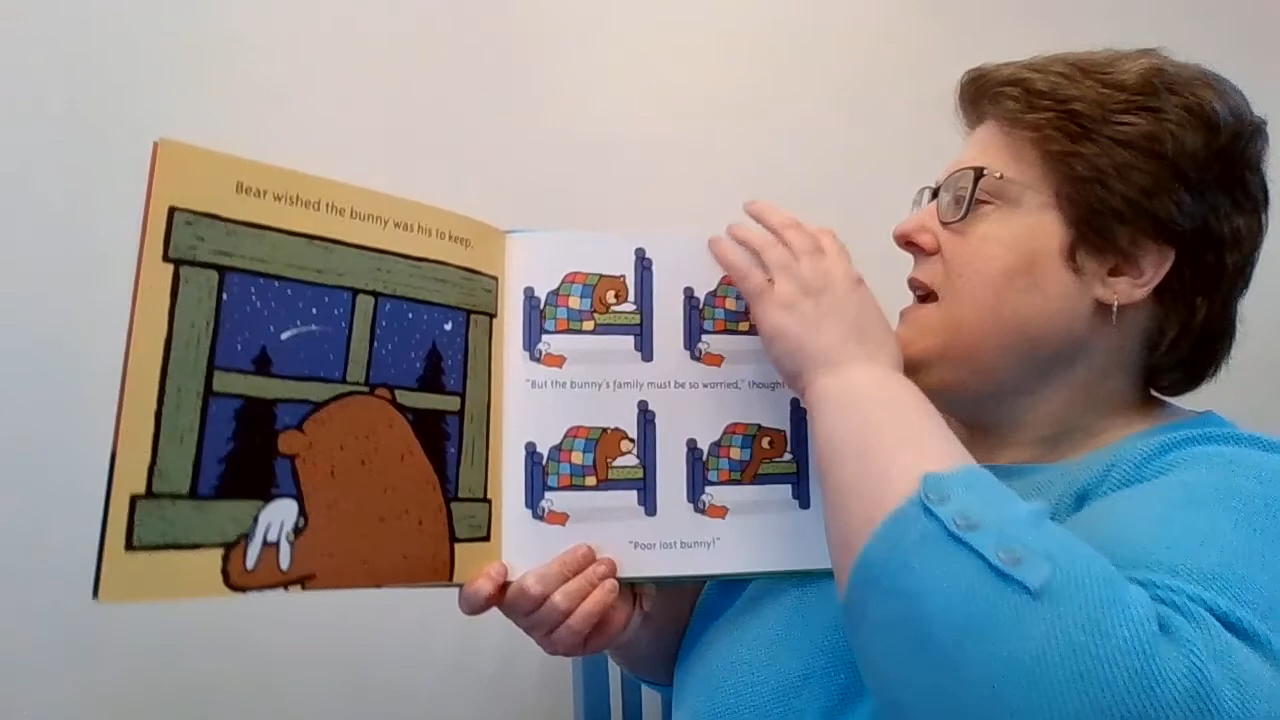 Bear wished the bunny was his to keep.
"But the bunny's family must be so worried," thought
"Poor lost bunny!"